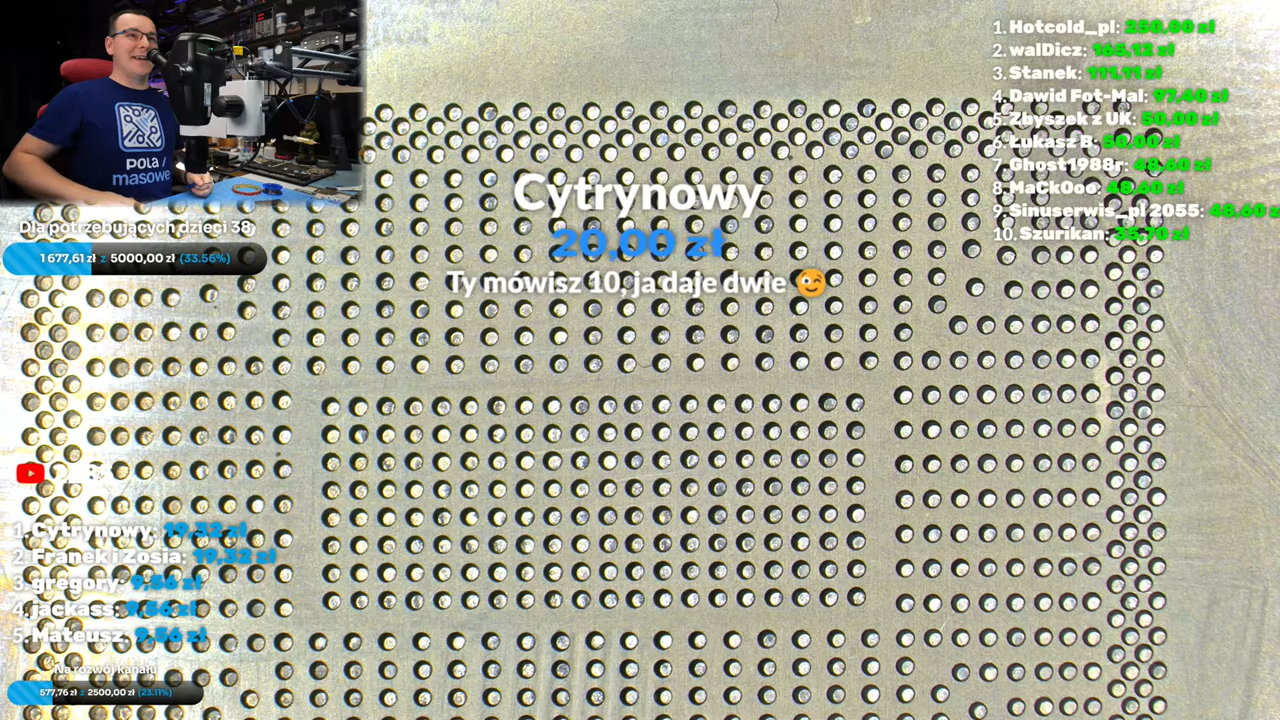 POLA /
masowe
Dla potrzebujących dzieci 38
1 677,61 zł z 5000,00 zł (33.56%)
Cytrynowy
20,00 zł
Ty mówisz 10, ja daje dwie 😉
1. Hotcold_pl: 250,00 zł
2. walDicz: 165,12 zł
3. Stanek: 111,11 zł
4. Dawid Fot-Mal: 97,40 zł
5. Zbyszek z UK: 50,00 zł
6. Łukasz B: 50,00 zł
7. Ghost1988r: 48,60 zł
8. MaCkOoo: 48,60 zł
9. Sinuserwis_pl 2055: 48,60 z
10. Szurikan: 35,70 zł
1. Cytrynowy: 19,32 zł
2. Franek i Zosia: 19,32 zł
3. gregory: 9,56 zł
4. jackass: 9,56 zł
5. Mateusz: 9,56 zł
Na rozwój kanału
577,76 zł z 2500,00 zł (23.11%)